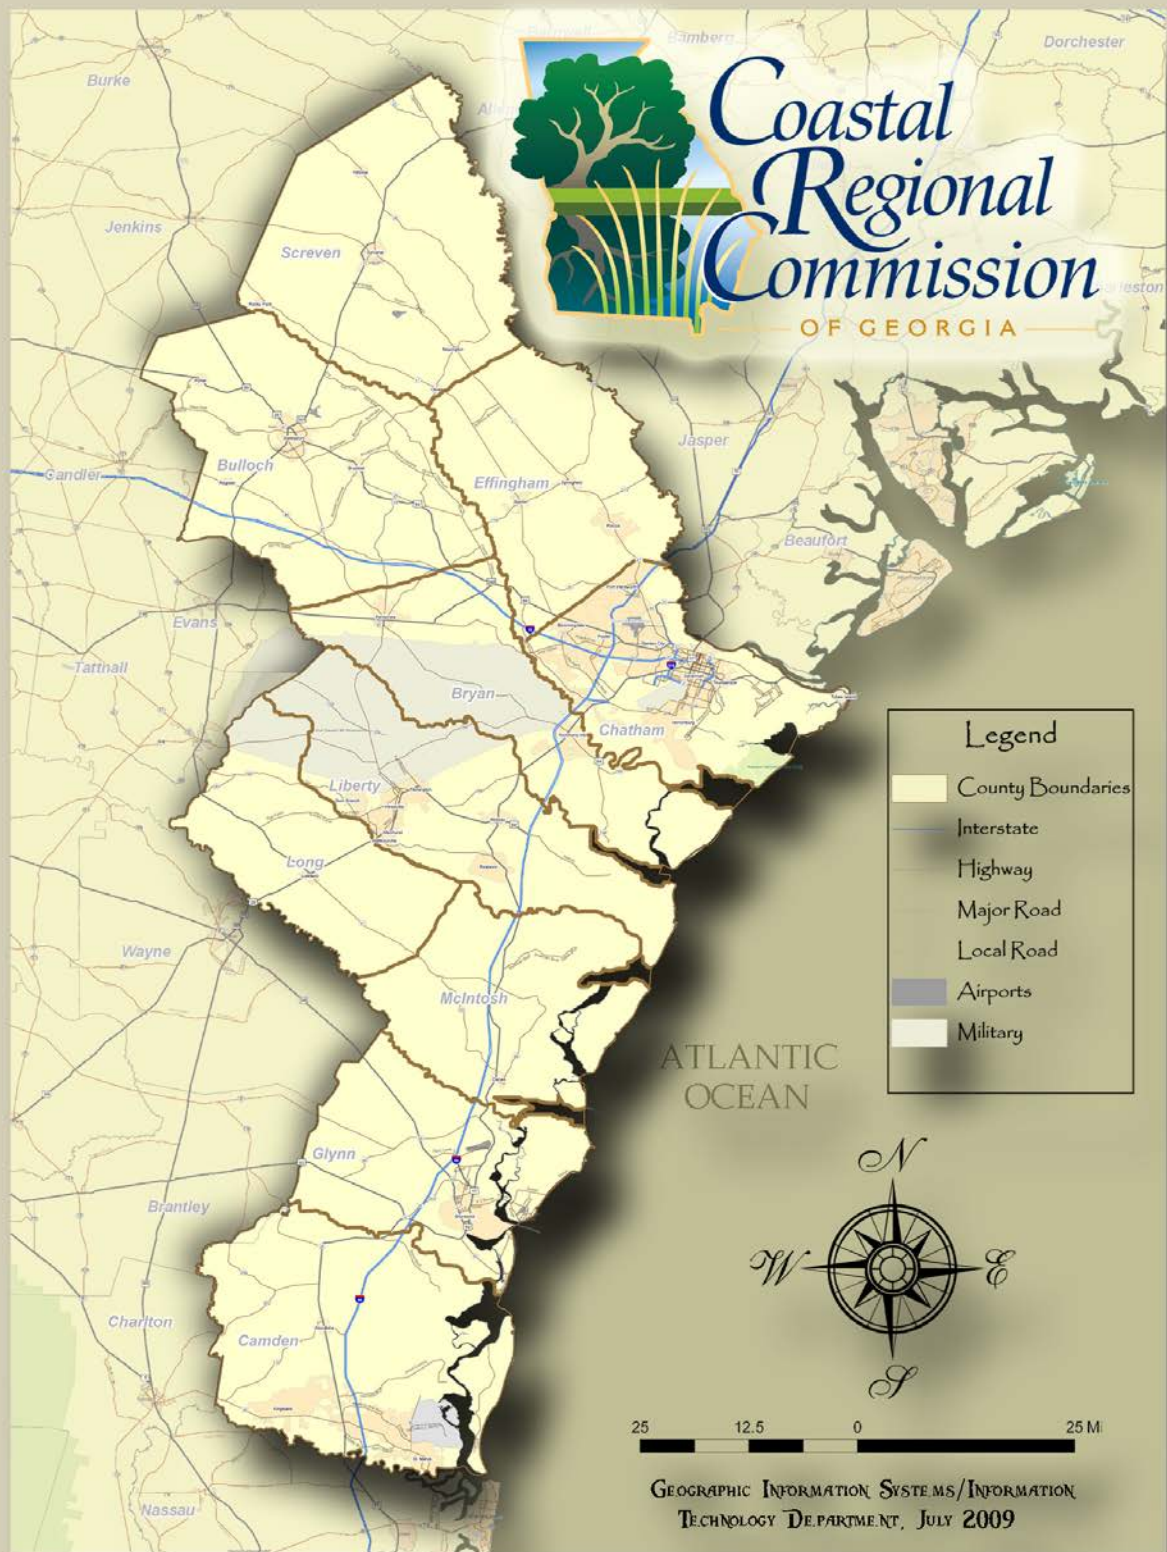 Burke
Bamberg
Dorchester
Coastal
Regional
Commission
OF GEORGIA
Jenkins
Screven
Jasper
Candler
Bulloch
Effingham
Beaufort
Evans
Tattnall
Bryan
Chatham
Liberty
Long
Wayne
McIntosh
Glynn
Brantley
Charlton
Camden
Nassau
Legend
County Boundaries
Interstate
Highway
Major Road
Local Road
Airports
Military
ATLANTIC
OCEAN
N
W
E
S
25 12.5 0 25 Mi
GEOGRAPHIC INFORMATION SYSTEMS/INFORMATION
TECHNOLOGY DEPARTMENT, JULY 2009